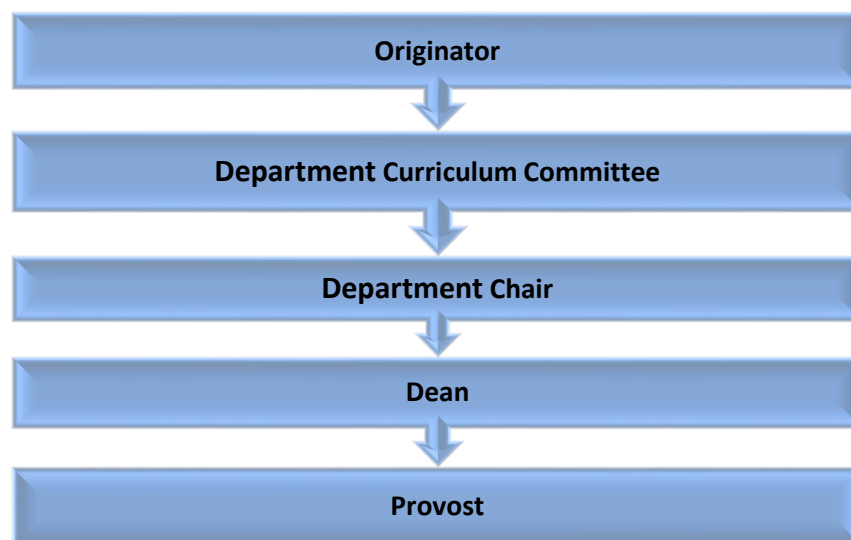 Originator
Department Curriculum Committee
Department Chair
Dean
Provost